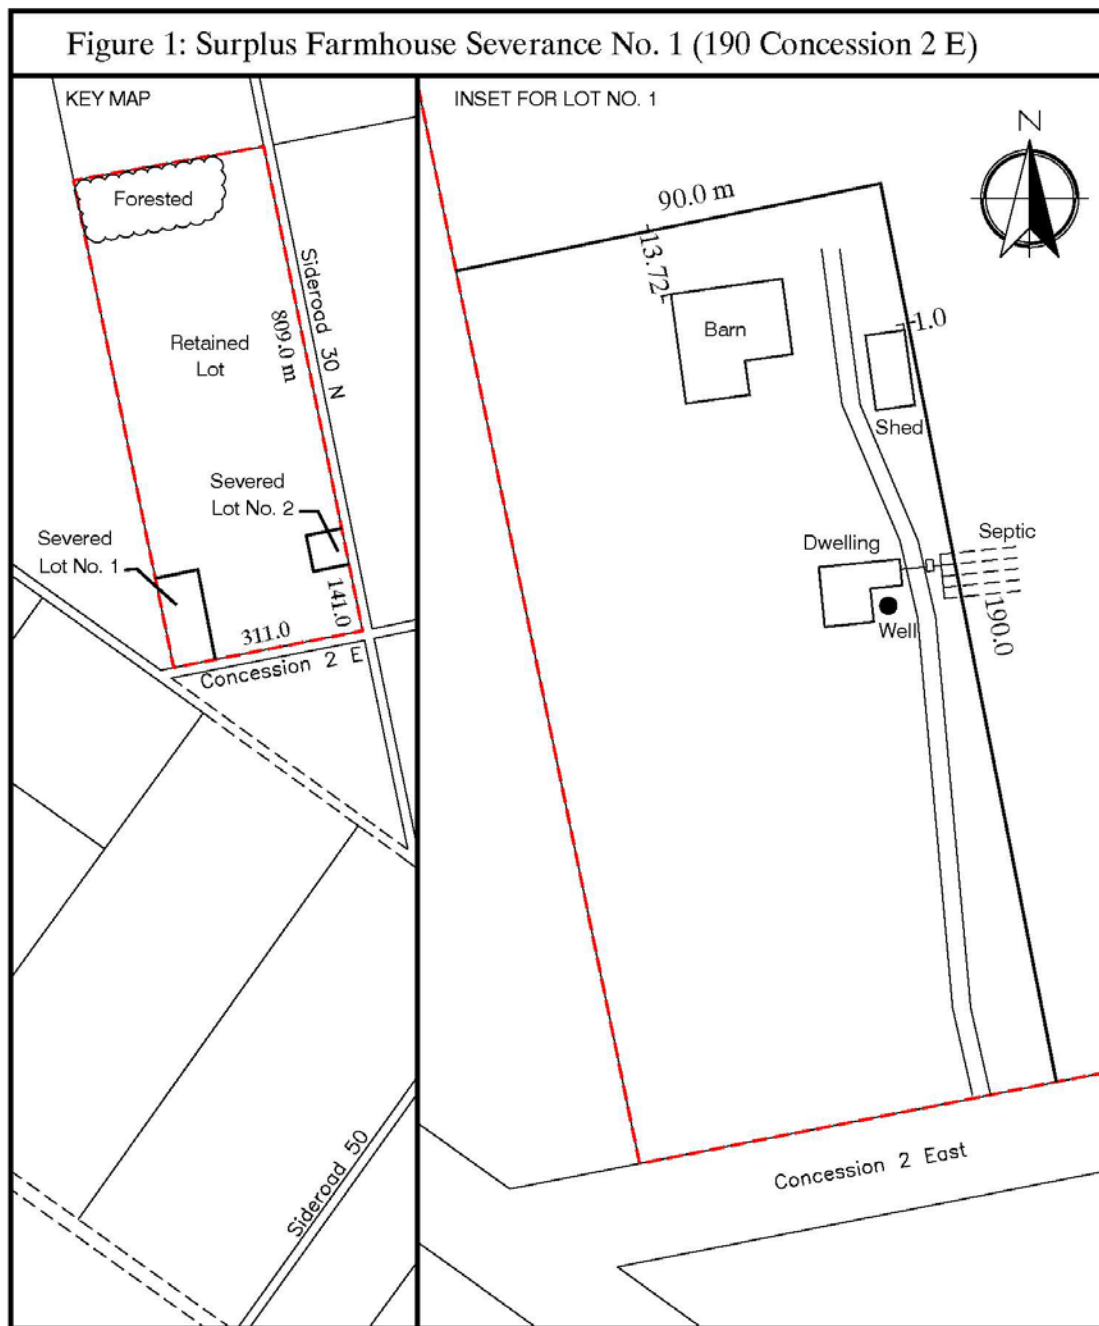 Figure 1: Surplus Farmhouse Severance No. 1 (190 Concession 2 E)
KEY MAP
Forested
Sideroad 30 N
809.0 m
Retained
Lot
Severed
Lot No. 2
Severed
Lot No. 1
141.0
311.0
Concession 2 E
Sideroad 50
INSET FOR LOT NO. 1
N
90.0 m
13.72
Barn
1.0
Shed
Dwelling
Septic
Well
190.0
Concession 2 East